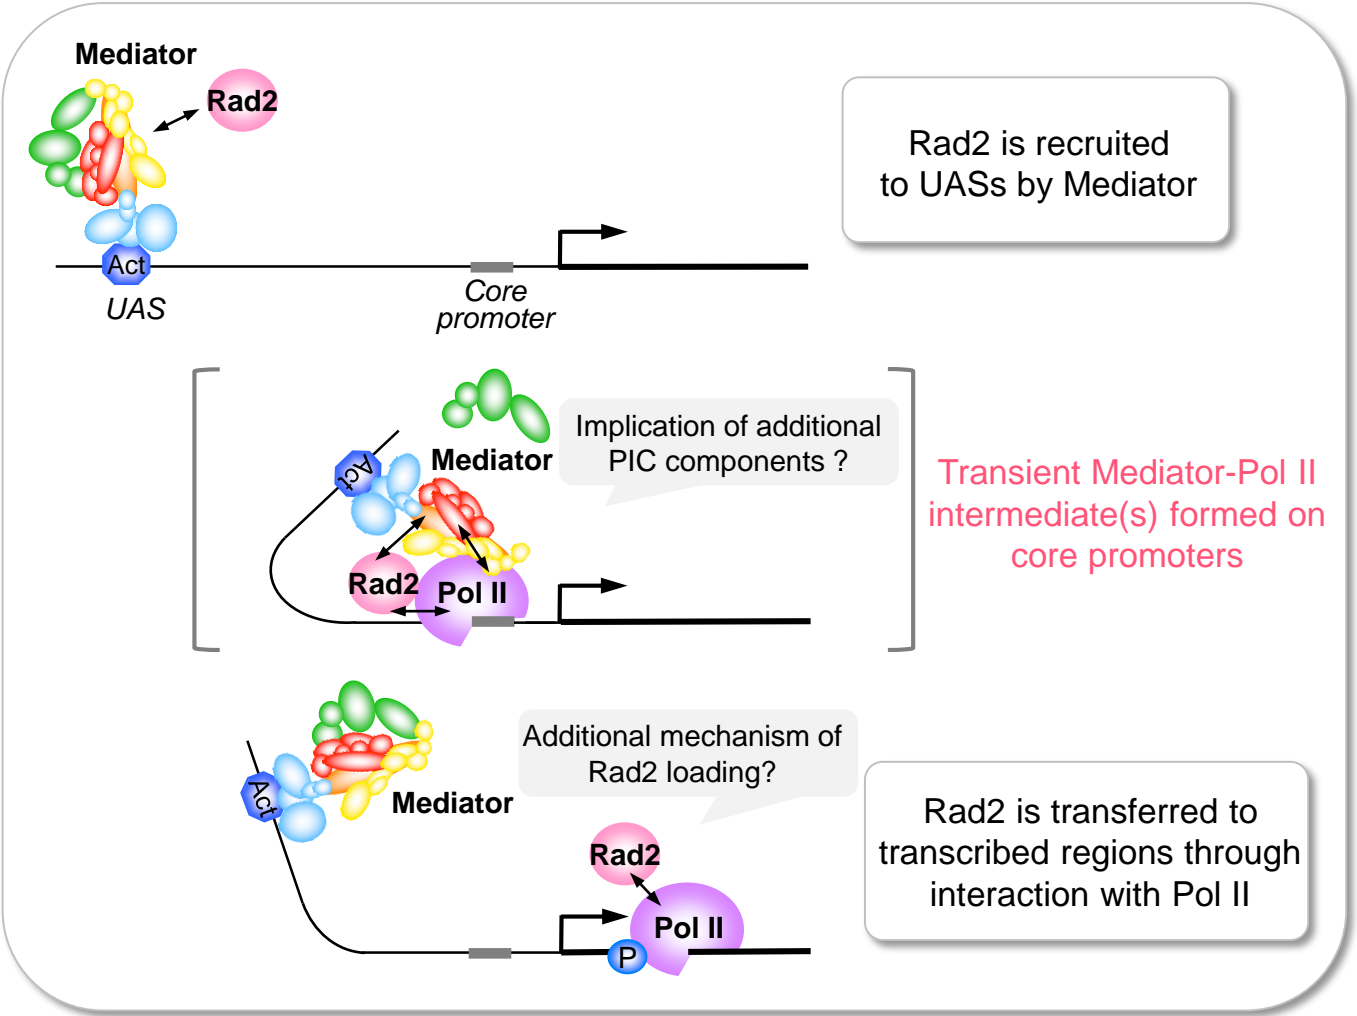 Mediator
Rad2
Rad2 is recruited
to UASs by Mediator
Act
UAS
Core
promoter
Implication of additional
PIC components ?
Mediator
Act
Transient Mediator-Pol II
intermediate(s) formed on
core promoters
Rad2
Pol II
Additional mechanism of
Rad2 loading?
Act
Mediator
Rad2 is transferred to
transcribed regions through
interaction with Pol II
Rad2
Pol II
P